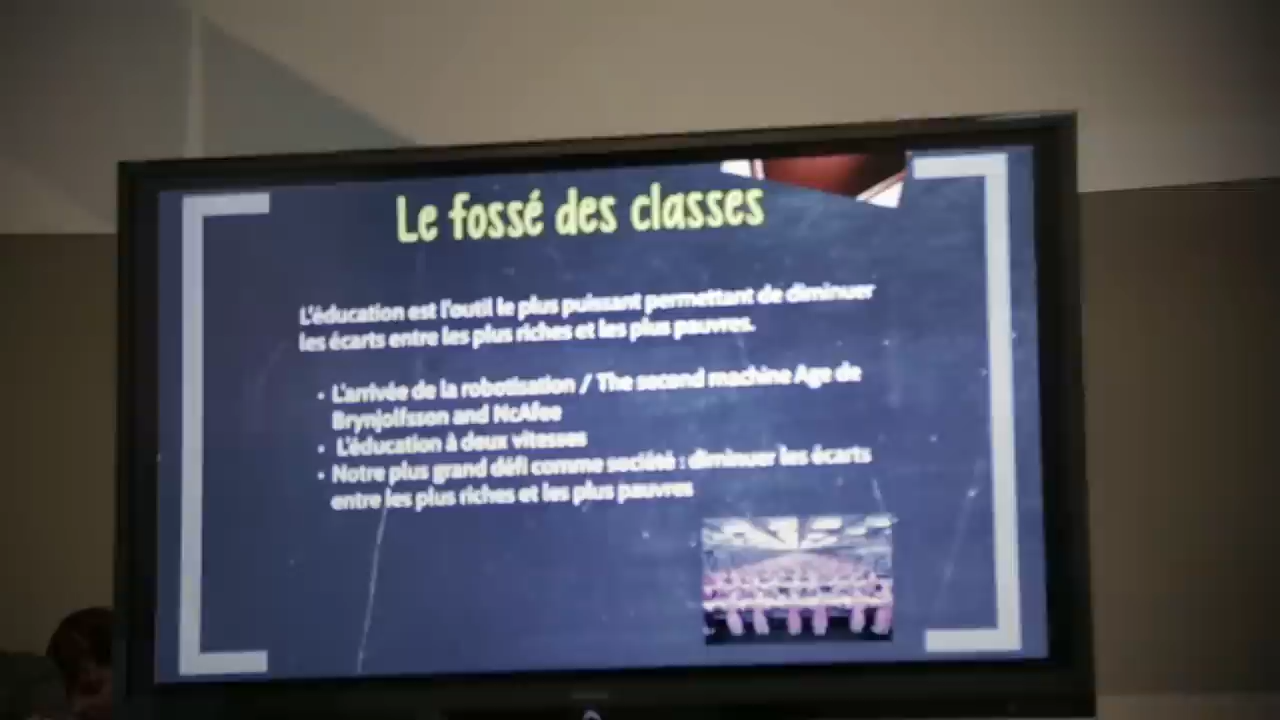 Le fossé des classes
L'éducation est l'outil le plus puissant permettant de diminuer
les écarts entre les plus riches et les plus pauvres.
• L'arrivée de la robotisation / The second machine Age de
Brynjolfsson and McAfee
• L'éducation à deux vitesses
• Notre plus grand défi comme société : diminuer les écarts
entre les plus riches et les plus pauvres